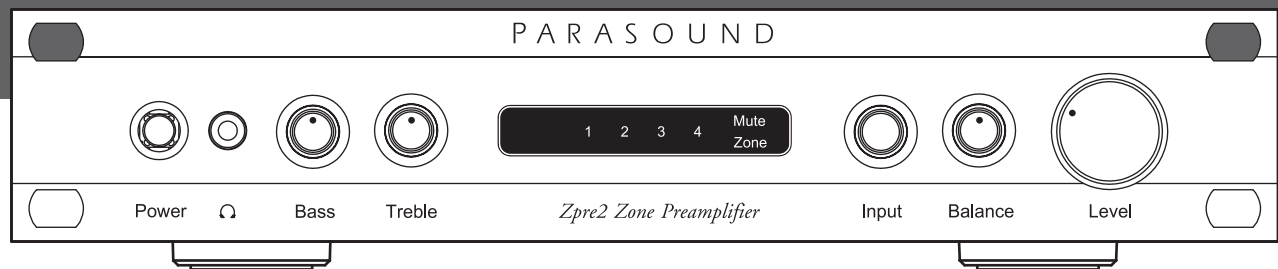 PARASOUND
1 2 3 4 Mute
Zone
Power Bass Treble Zpre2 Zone Preamplifier Input Balance Level